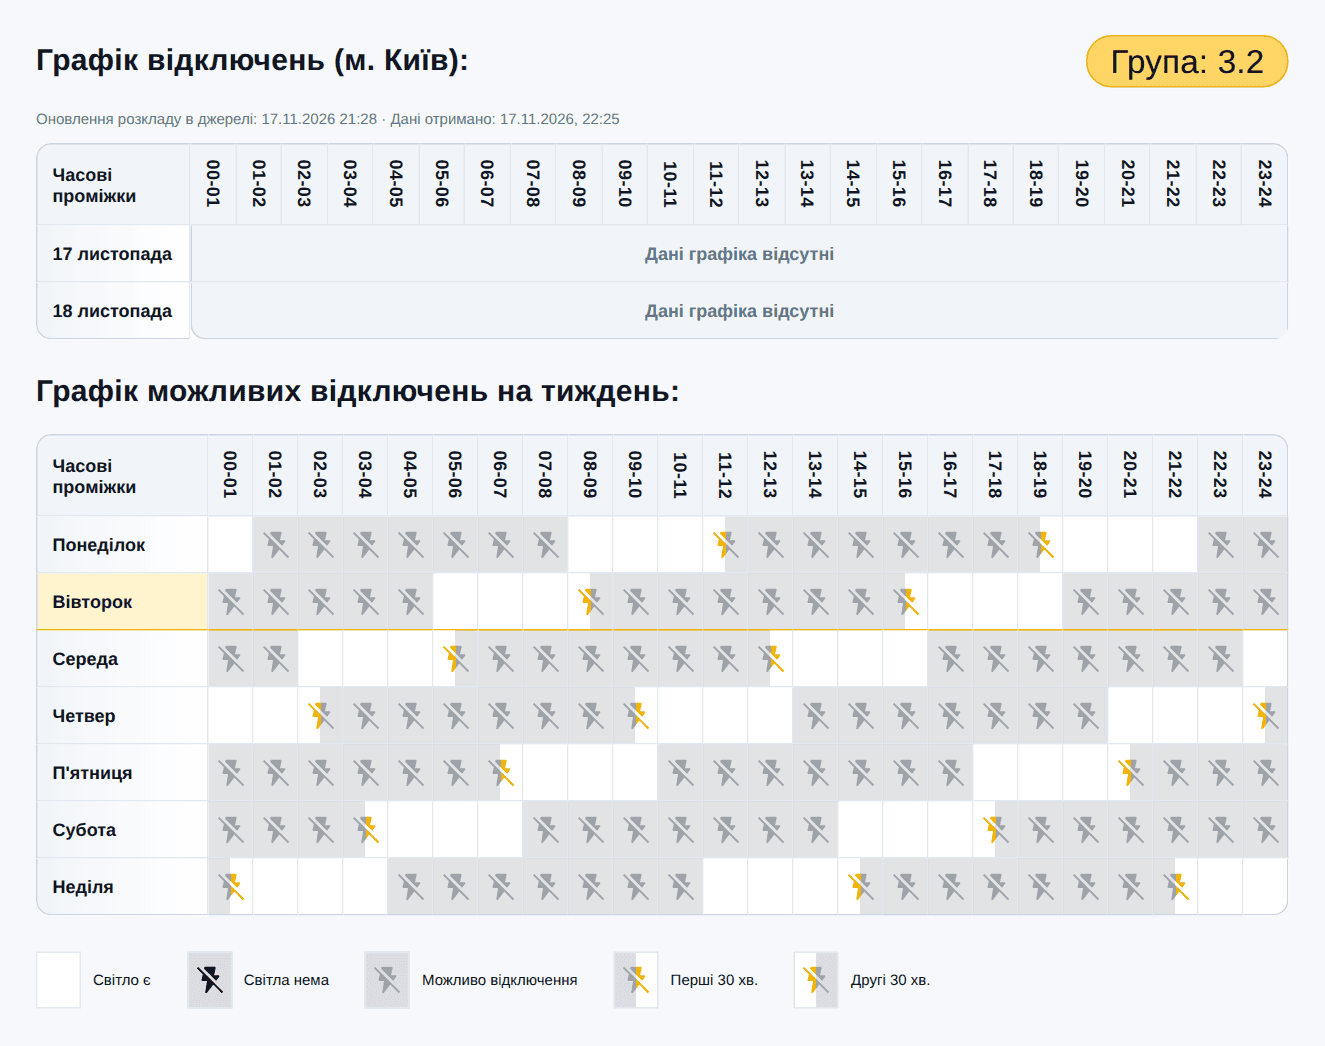 Графік відключень (м. Київ):
Група: 3.2
Оновлення розкладу в джерелі: 17.11.2026 21:28 · Дані отримано: 17.11.2026, 22:25
Часові проміжки 00-01 01-02 02-03 03-04 04-05 05-06 06-07 07-08 08-09 09-10 10-11 11-12 12-13 13-14 14-15 15-16 16-17 17-18 18-19 19-20 20-21 21-22 22-23 23-24
17 листопада Дані графіка відсутні
18 листопада Дані графіка відсутні
Графік можливих відключень на тиждень:
Часові проміжки 00-01 01-02 02-03 03-04 04-05 05-06 06-07 07-08 08-09 09-10 10-11 11-12 12-13 13-14 14-15 15-16 16-17 17-18 18-19 19-20 20-21 21-22 22-23 23-24
Понеділок
Вівторок
Середа
Четвер
П'ятниця
Субота
Неділя
Світло є Світла нема Можливо відключення Перші 30 хв. Другі 30 хв.